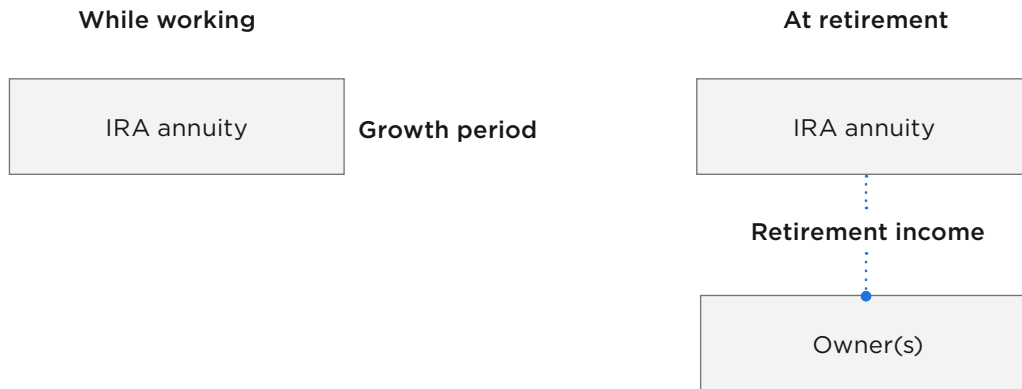 While working
At retirement
IRA annuity
Growth period
IRA annuity
Retirement income
Owner(s)